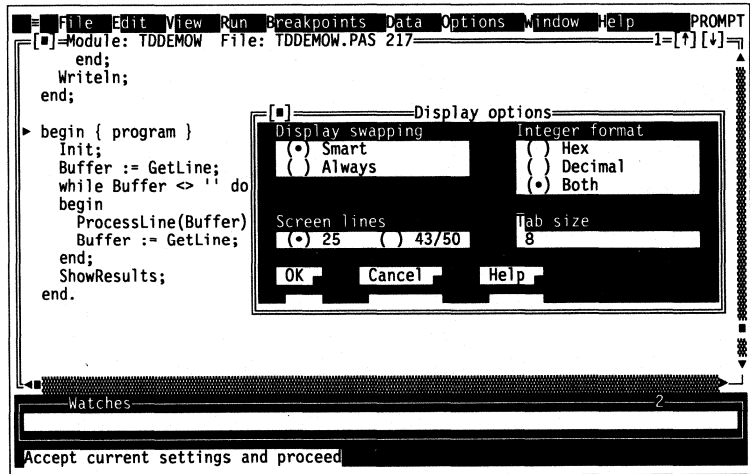 ≡ File Edit View Run Breakpoints Data Options Window Help PROMPT
[■]=Module: TDDEMOW File: TDDEMOW.PAS 217 1=[↑][↓]
end;
Writeln;
end;
► begin { program }
Init;
Buffer := GetLine;
while Buffer <> '' do
begin
ProcessLine(Buffer)
Buffer := GetLine;
end;
ShowResults;
end.
[■] Display options
Display swapping
(•) Smart
( ) Always
Integer format
( ) Hex
( ) Decimal
(•) Both
Screen lines
(•) 25 ( ) 43/50
Tab size
8
OK Cancel Help
Watches 2
Accept current settings and proceed